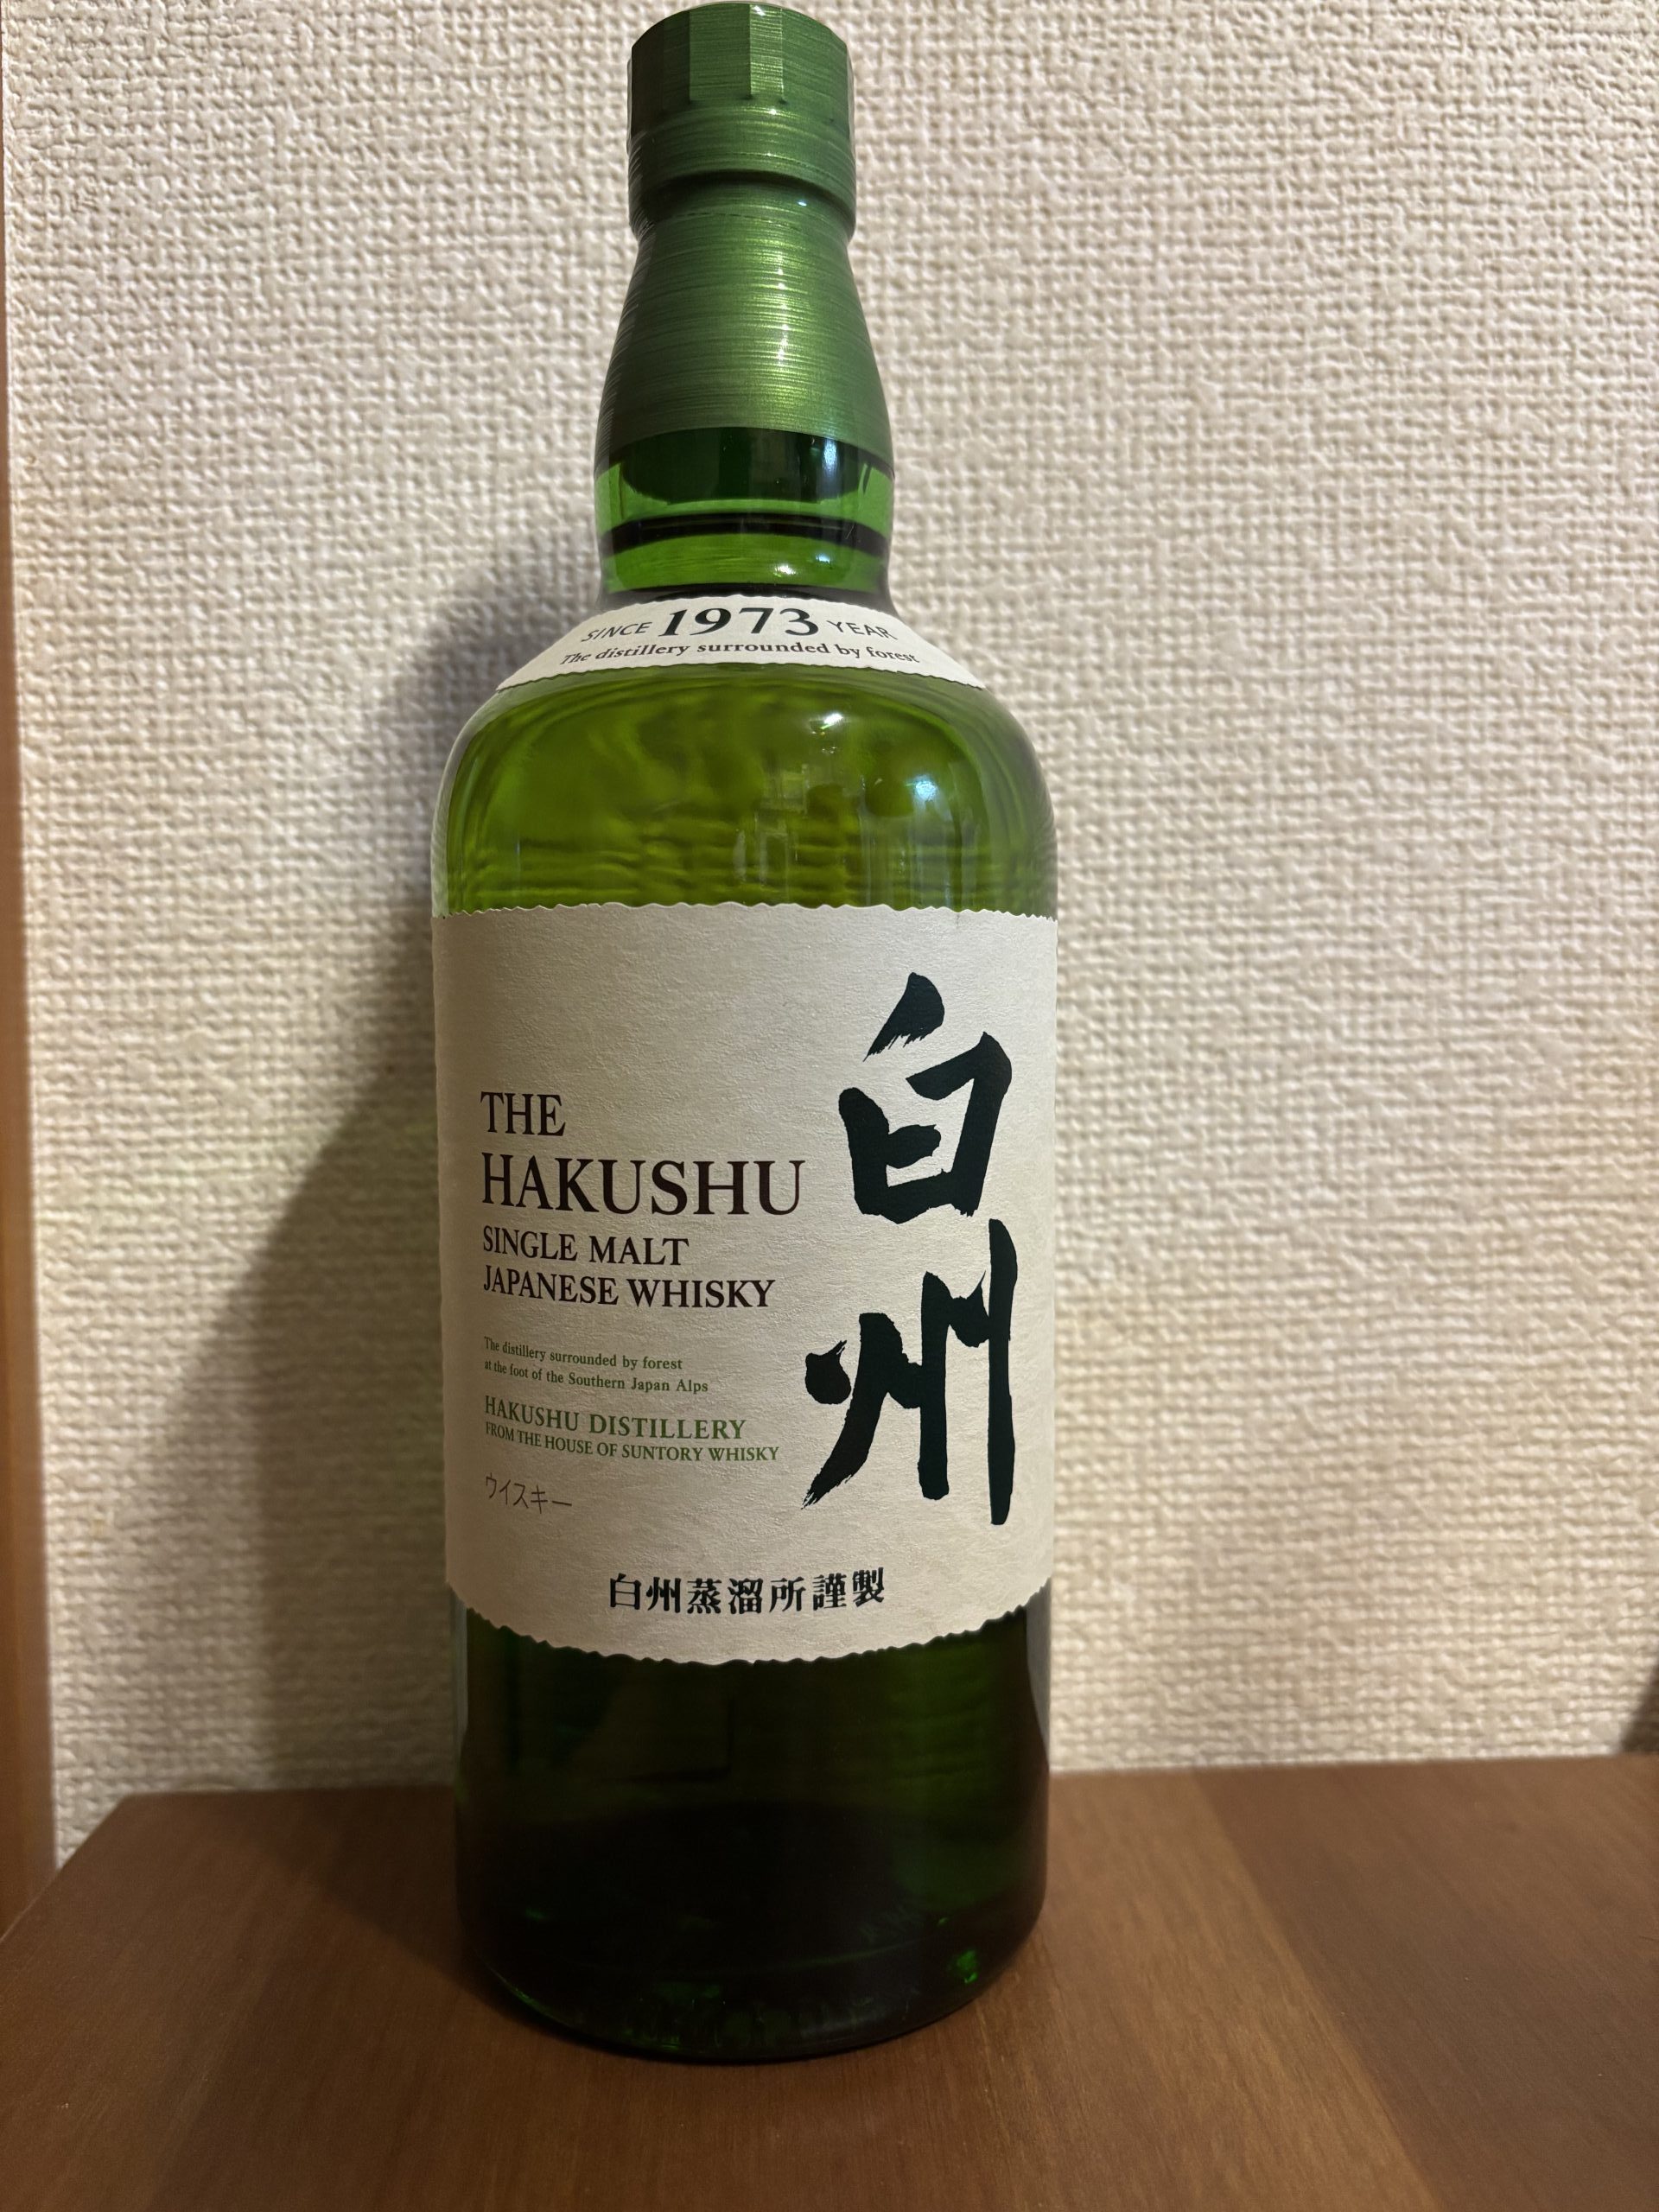 SINCE 1973 YEAR
The distillery surrounded by forest
THE
HAKUSHU
SINGLE MALT
JAPANESE WHISKY
白州
The distillery surrounded by forest
at the foot of the Southern Japan Alps
HAKUSHU DISTILLERY
FROM THE HOUSE OF SUNTORY WHISKY
ウイスキー
白州蒸溜所謹製